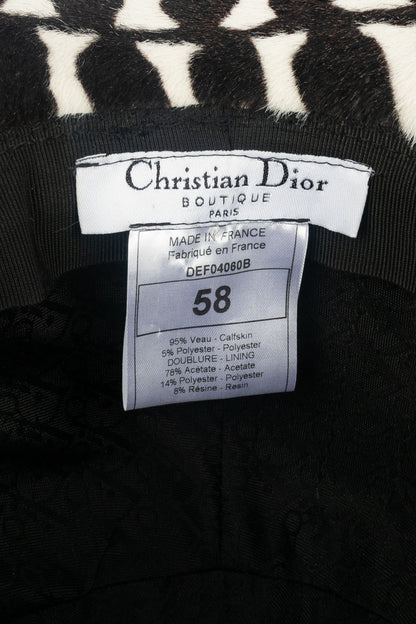 Christian Dior
BOUTIQUE
PARIS
MADE IN FRANCE
Fabriqué en France
DEF04060B
58
95% Veau - Calfskin
5% Polyester - Polyester
DOUBLURE - LINING
78% Acétate - Acetate
14% Polyester - Polyester
8% Résine - Resin